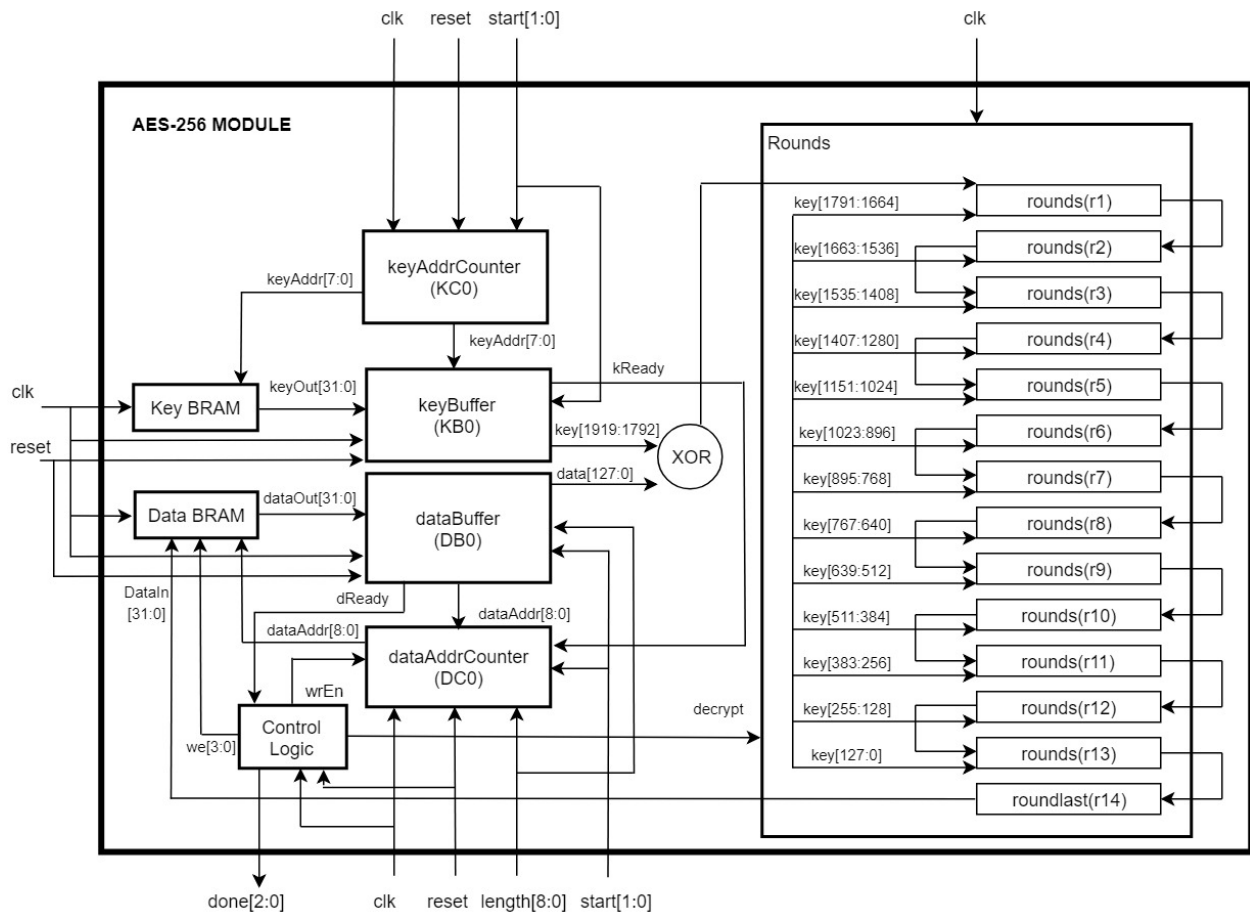 clk
reset
start[1:0]
clk
AES-256 MODULE
Rounds
rounds(r1)
key[1791:1664]
rounds(r2)
key[1663:1536]
keyAddrCounter
(KC0)
keyAddr[7:0]
rounds(r3)
key[1535:1408]
rounds(r4)
key[1407:1280]
keyAddr[7:0]
kReady
rounds(r5)
key[1151:1024]
clk
Key BRAM
keyOut[31:0]
keyBuffer
(KB0)
key[1919:1792]
rounds(r6)
key[1023:896]
reset
XOR
data[127:0]
rounds(r7)
key[895:768]
Data BRAM
dataOut[31:0]
dataBuffer
(DB0)
rounds(r8)
key[767:640]
rounds(r9)
key[639:512]
DataIn
[31:0]
dReady
dataAddr[8:0]
rounds(r10)
key[511:384]
dataAddr[8:0]
dataAddrCounter
(DC0)
rounds(r11)
key[383:256]
wrEn
decrypt
rounds(r12)
key[255:128]
Control
Logic
we[3:0]
rounds(r13)
key[127:0]
roundlast(r14)
done[2:0]
clk
reset
length[8:0]
start[1:0]